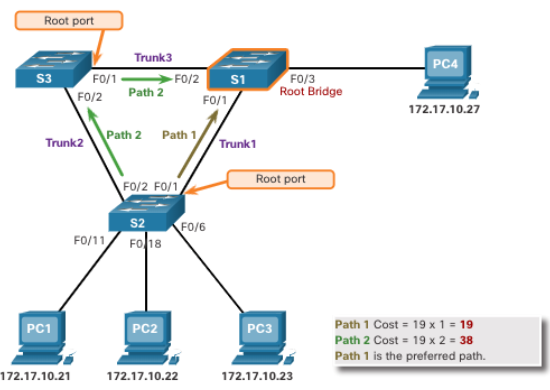 Root port
Trunk3
S3
F0/1
F0/2
S1
F0/3
PC4
Path 2
Root Bridge
F0/2
F0/1
172.17.10.27
Path 2
Path 1
Trunk2
Trunk1
F0/2
F0/1
Root port
S2
F0/11
F0/18
F0/6
PC1
PC2
PC3
172.17.10.21
172.17.10.22
172.17.10.23
Path 1 Cost = 19 x 1 = 19
Path 2 Cost = 19 x 2 = 38
Path 1 is the preferred path.